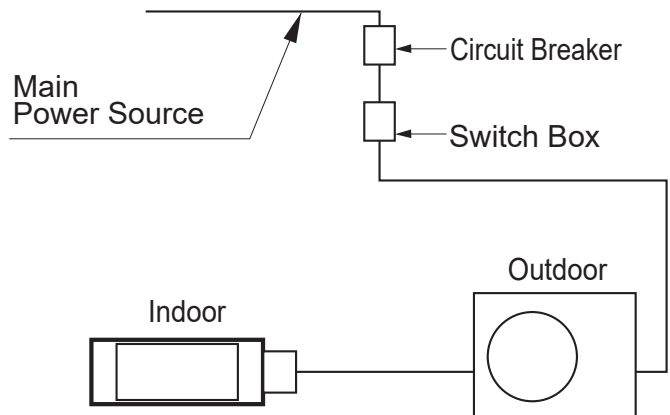 Circuit Breaker
Main
Power Source
Switch Box
Outdoor
Indoor